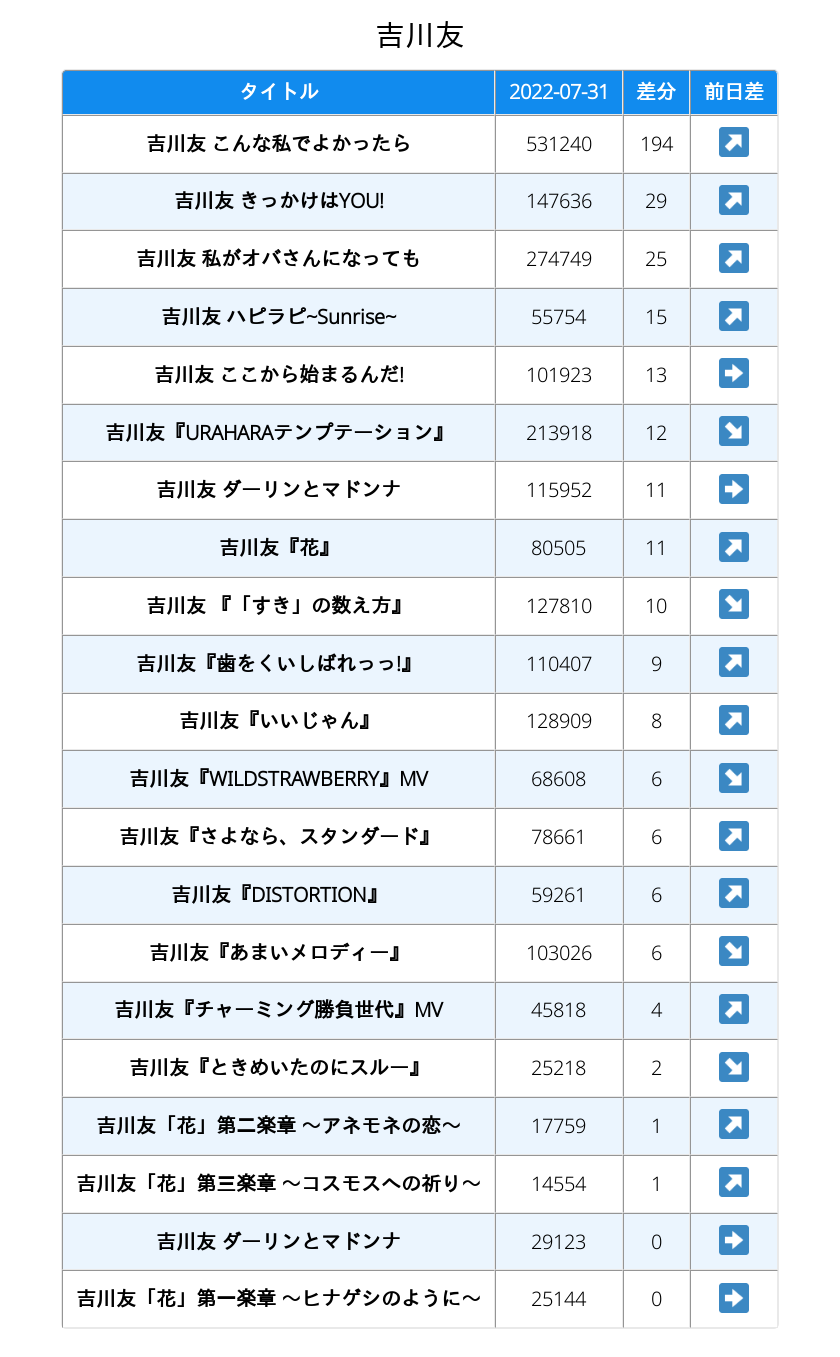 吉川友
タイトル 2022-07-31 差分 前日差
吉川友 こんな私でよかったら 531240 194
吉川友 きっかけはYOU! 147636 29
吉川友 私がオバさんになっても 274749 25
吉川友 ハピラピ~Sunrise~ 55754 15
吉川友 ここから始まるんだ! 101923 13
吉川友『URAHARAテンプテーション』 213918 12
吉川友 ダーリンとマドンナ 115952 11
吉川友『花』 80505 11
吉川友 『「すき」の数え方』 127810 10
吉川友『歯をくいしばれっっ!』 110407 9
吉川友『いいじゃん』 128909 8
吉川友『WILDSTRAWBERRY』MV 68608 6
吉川友『さよなら、スタンダード』 78661 6
吉川友『DISTORTION』 59261 6
吉川友『あまいメロディー』 103026 6
吉川友『チャーミング勝負世代』MV 45818 4
吉川友『ときめいたのにスルー』 25218 2
吉川友「花」第二楽章 ～アネモネの恋～ 17759 1
吉川友「花」第三楽章 ～コスモスへの祈り～ 14554 1
吉川友 ダーリンとマドンナ 29123 0
吉川友「花」第一楽章 ～ヒナゲシのように～ 25144 0